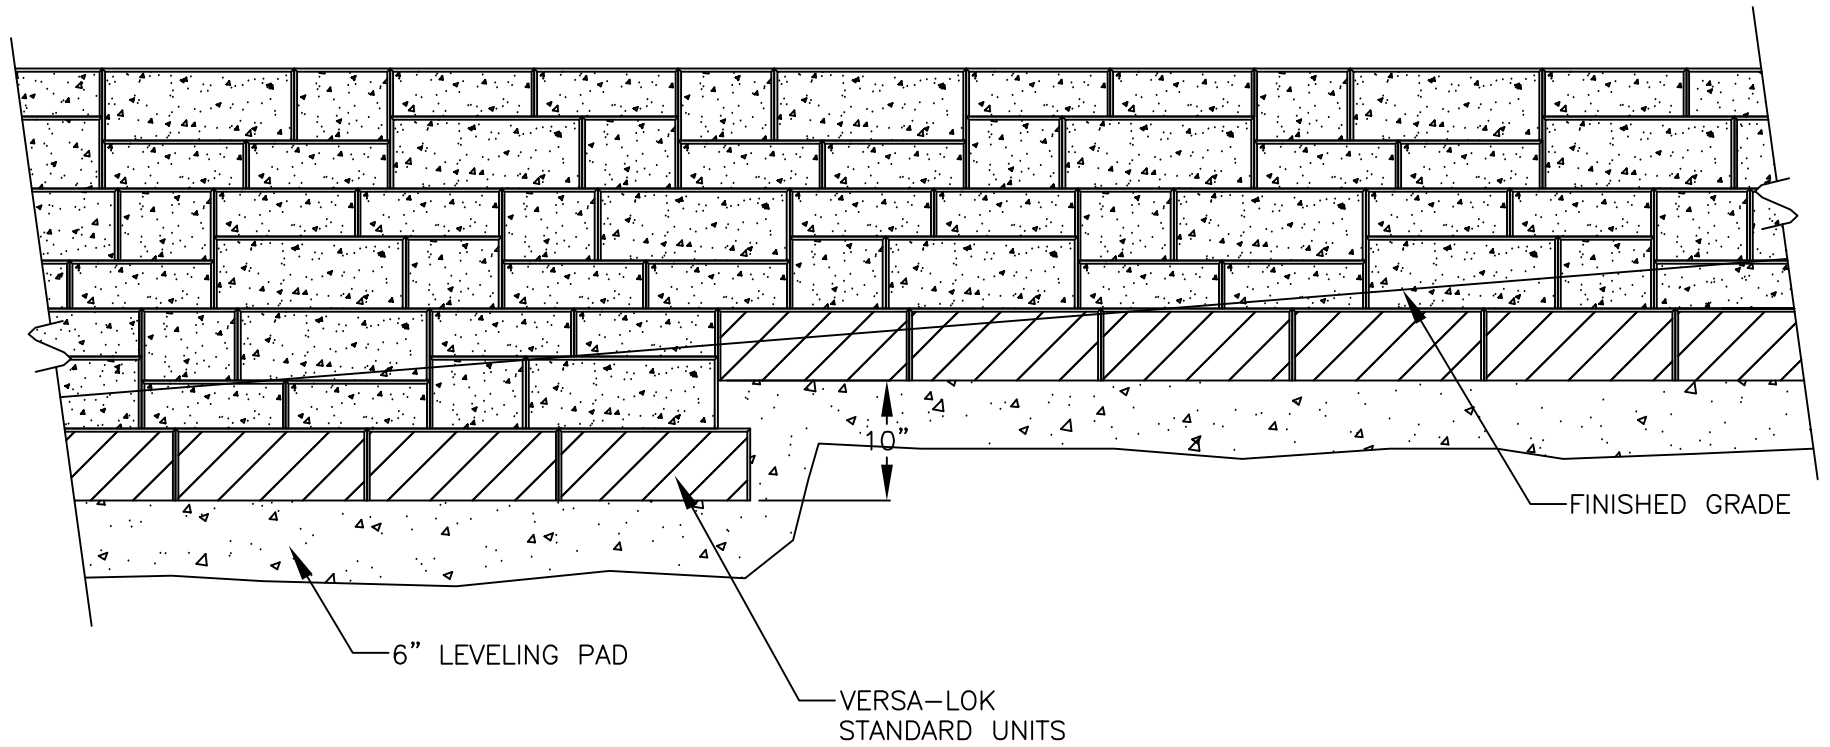 10”
FINISHED GRADE
6” LEVELING PAD
VERSA-LOK
STANDARD UNITS